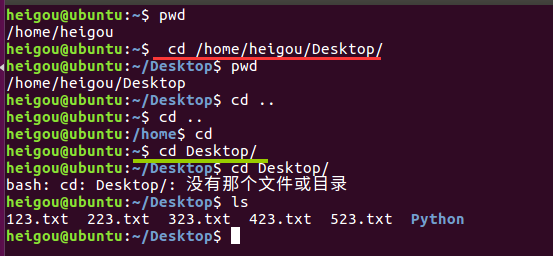 heigou@ubuntu:~$ pwd
/home/heigou
heigou@ubuntu:~$  cd /home/heigou/Desktop/
heigou@ubuntu:~/Desktop$ pwd
/home/heigou/Desktop
heigou@ubuntu:~/Desktop$ cd ..
heigou@ubuntu:~$ cd ..
heigou@ubuntu:/home$ cd
heigou@ubuntu:~$ cd Desktop/
heigou@ubuntu:~/Desktop$ cd Desktop/
bash: cd: Desktop/: 没有那个文件或目录
heigou@ubuntu:~/Desktop$ ls
123.txt  223.txt  323.txt  423.txt  523.txt  Python
heigou@ubuntu:~/Desktop$